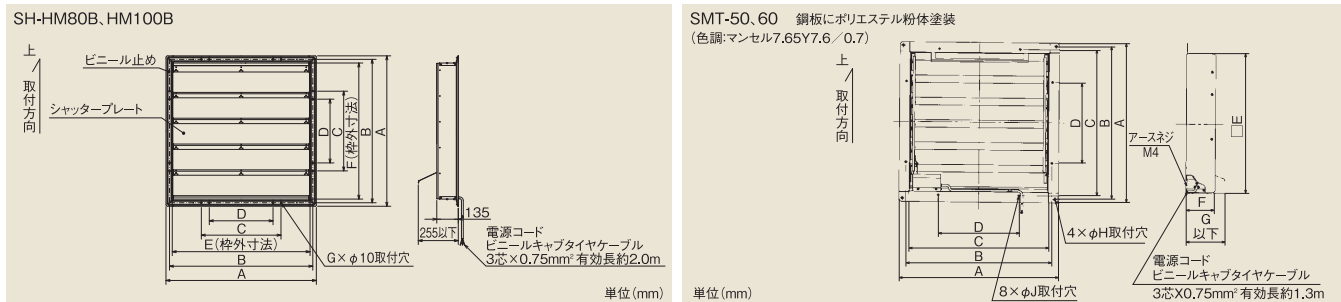 SH-HM80B、HM100B
上
取付方向
ビニール止め
シャッタープレート
D
C
F(枠外寸法)
B
A
D
C
E(枠外寸法)
B
A
G×φ10取付穴
135
255以下
電源コード
ビニールキャブタイヤケーブル
3芯×0.75mm² 有効長約2.0m
単位(mm)
SMT-50、60 鋼板にポリエステル粉体塗装
(色調:マンセル7.65Y7.6/0.7)
上
取付方向
D
C
B
A
アースネジ
M4
□E
F
G
以下
D
C
B
A
4×φH取付穴
8×φJ取付穴
電源コード
ビニールキャブタイヤケーブル
3芯X0.75mm² 有効長約1.3m
単位(mm)